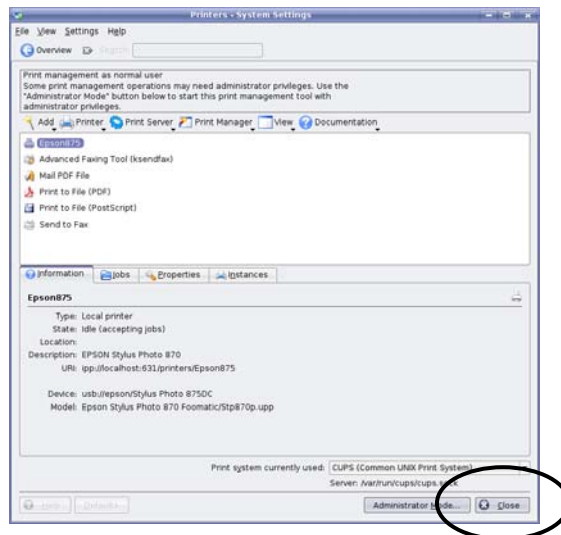 Printers - System Settings
File View Settings Help
Overview Search:
Print management as normal user
Some print management operations may need administrator privileges. Use the
"Administrator Mode" button below to start this print management tool with
administrator privileges.
Add Printer Print Server Print Manager View Documentation
Epson875
Advanced Faxing Tool (ksendfax)
Mail PDF File
Print to File (PDF)
Print to File (PostScript)
Send to Fax
Information Jobs Properties Instances
Epson875
Type: Local printer
State: Idle (accepting jobs)
Location:
Description: EPSON Stylus Photo 870
URI: ipp://localhost:631/printers/Epson875
Device: usb://epson/Stylus Photo 875DC
Model: Epson Stylus Photo 870 Foomatic/Stp870p.upp
Print system currently used: CUPS (Common UNIX Print System)
Server: /var/run/cups/cups.sock
Help Defaults Administrator Mode... Close